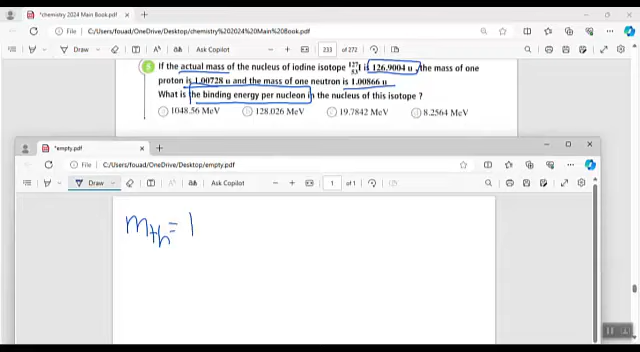 *chemistry 2024 Main Book.pdf
File C:/Users/fouad/OneDrive/Desktop/chemistry%202024%20Main%20Book.pdf
Draw Ask Copilot 233 of 272
If the actual mass of the nucleus of iodine isotope ¹²⁷₅₃I is 126.9004 u, the mass of one
proton is 1.00728 u and the mass of one neutron is 1.00866 u
What is the binding energy per nucleon in the nucleus of this isotope ?
1048.56 MeV 128.026 MeV 19.7842 MeV 8.2564 MeV
*empty.pdf
File C:/Users/fouad/OneDrive/Desktop/empty.pdf
Draw Ask Copilot 1 of 1
mth = 1